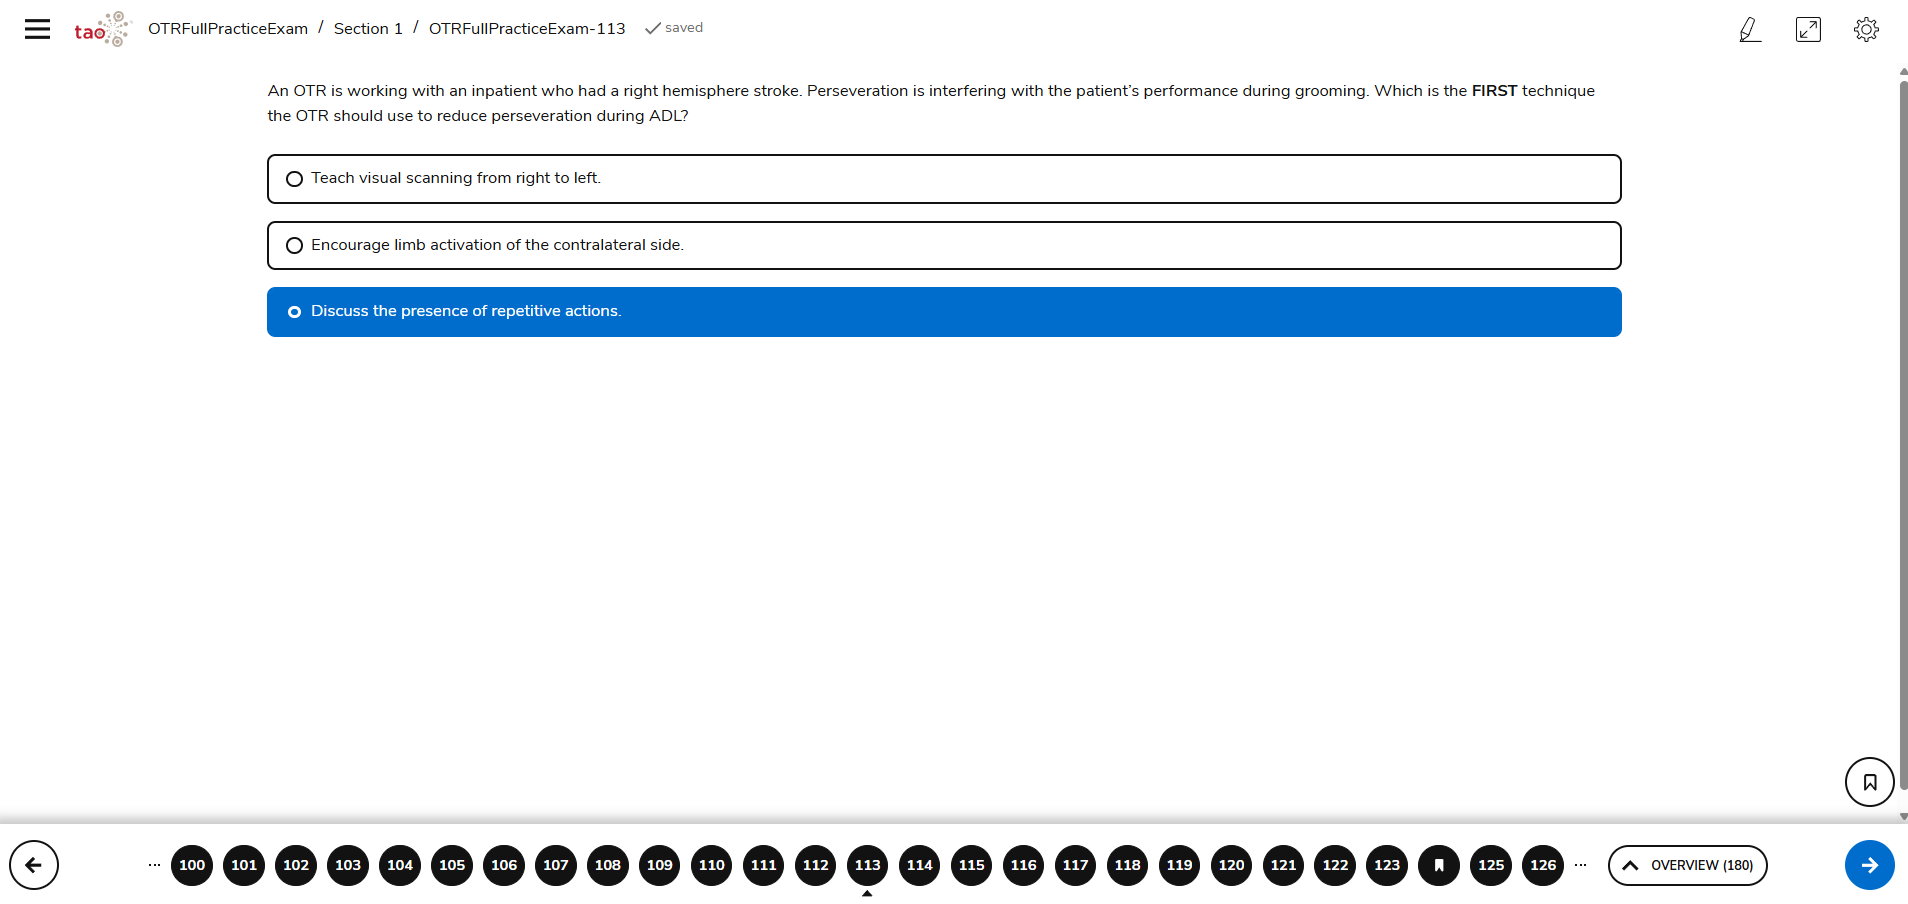 tao
OTRFullPracticeExam / Section 1 / OTRFullPracticeExam-113 saved
An OTR is working with an inpatient who had a right hemisphere stroke. Perseveration is interfering with the patient’s performance during grooming. Which is the FIRST technique
the OTR should use to reduce perseveration during ADL?
Teach visual scanning from right to left.
Encourage limb activation of the contralateral side.
Discuss the presence of repetitive actions.
... 100 101 102 103 104 105 106 107 108 109 110 111 112 113 114 115 116 117 118 119 120 121 122 123 125 126 ... OVERVIEW (180)